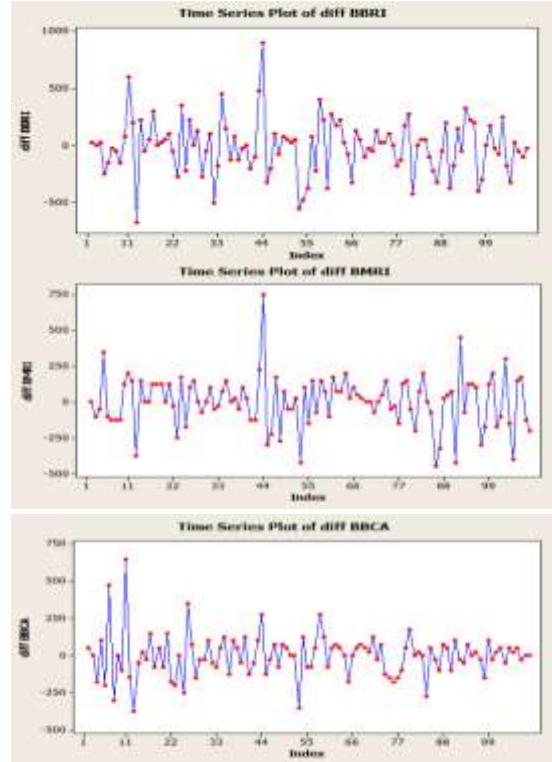 Time Series Plot of diff BBRI
1000
500
0
-500
diff BBRI
1 11 22 33 44 55 66 77 88 99
Index
Time Series Plot of diff BMRI
750
500
250
0
-250
-500
diff BMRI
1 11 22 33 44 55 66 77 88 99
Index
Time Series Plot of diff BBCA
750
500
250
0
-250
-500
diff BBCA
1 11 22 33 44 55 66 77 88 99
Index